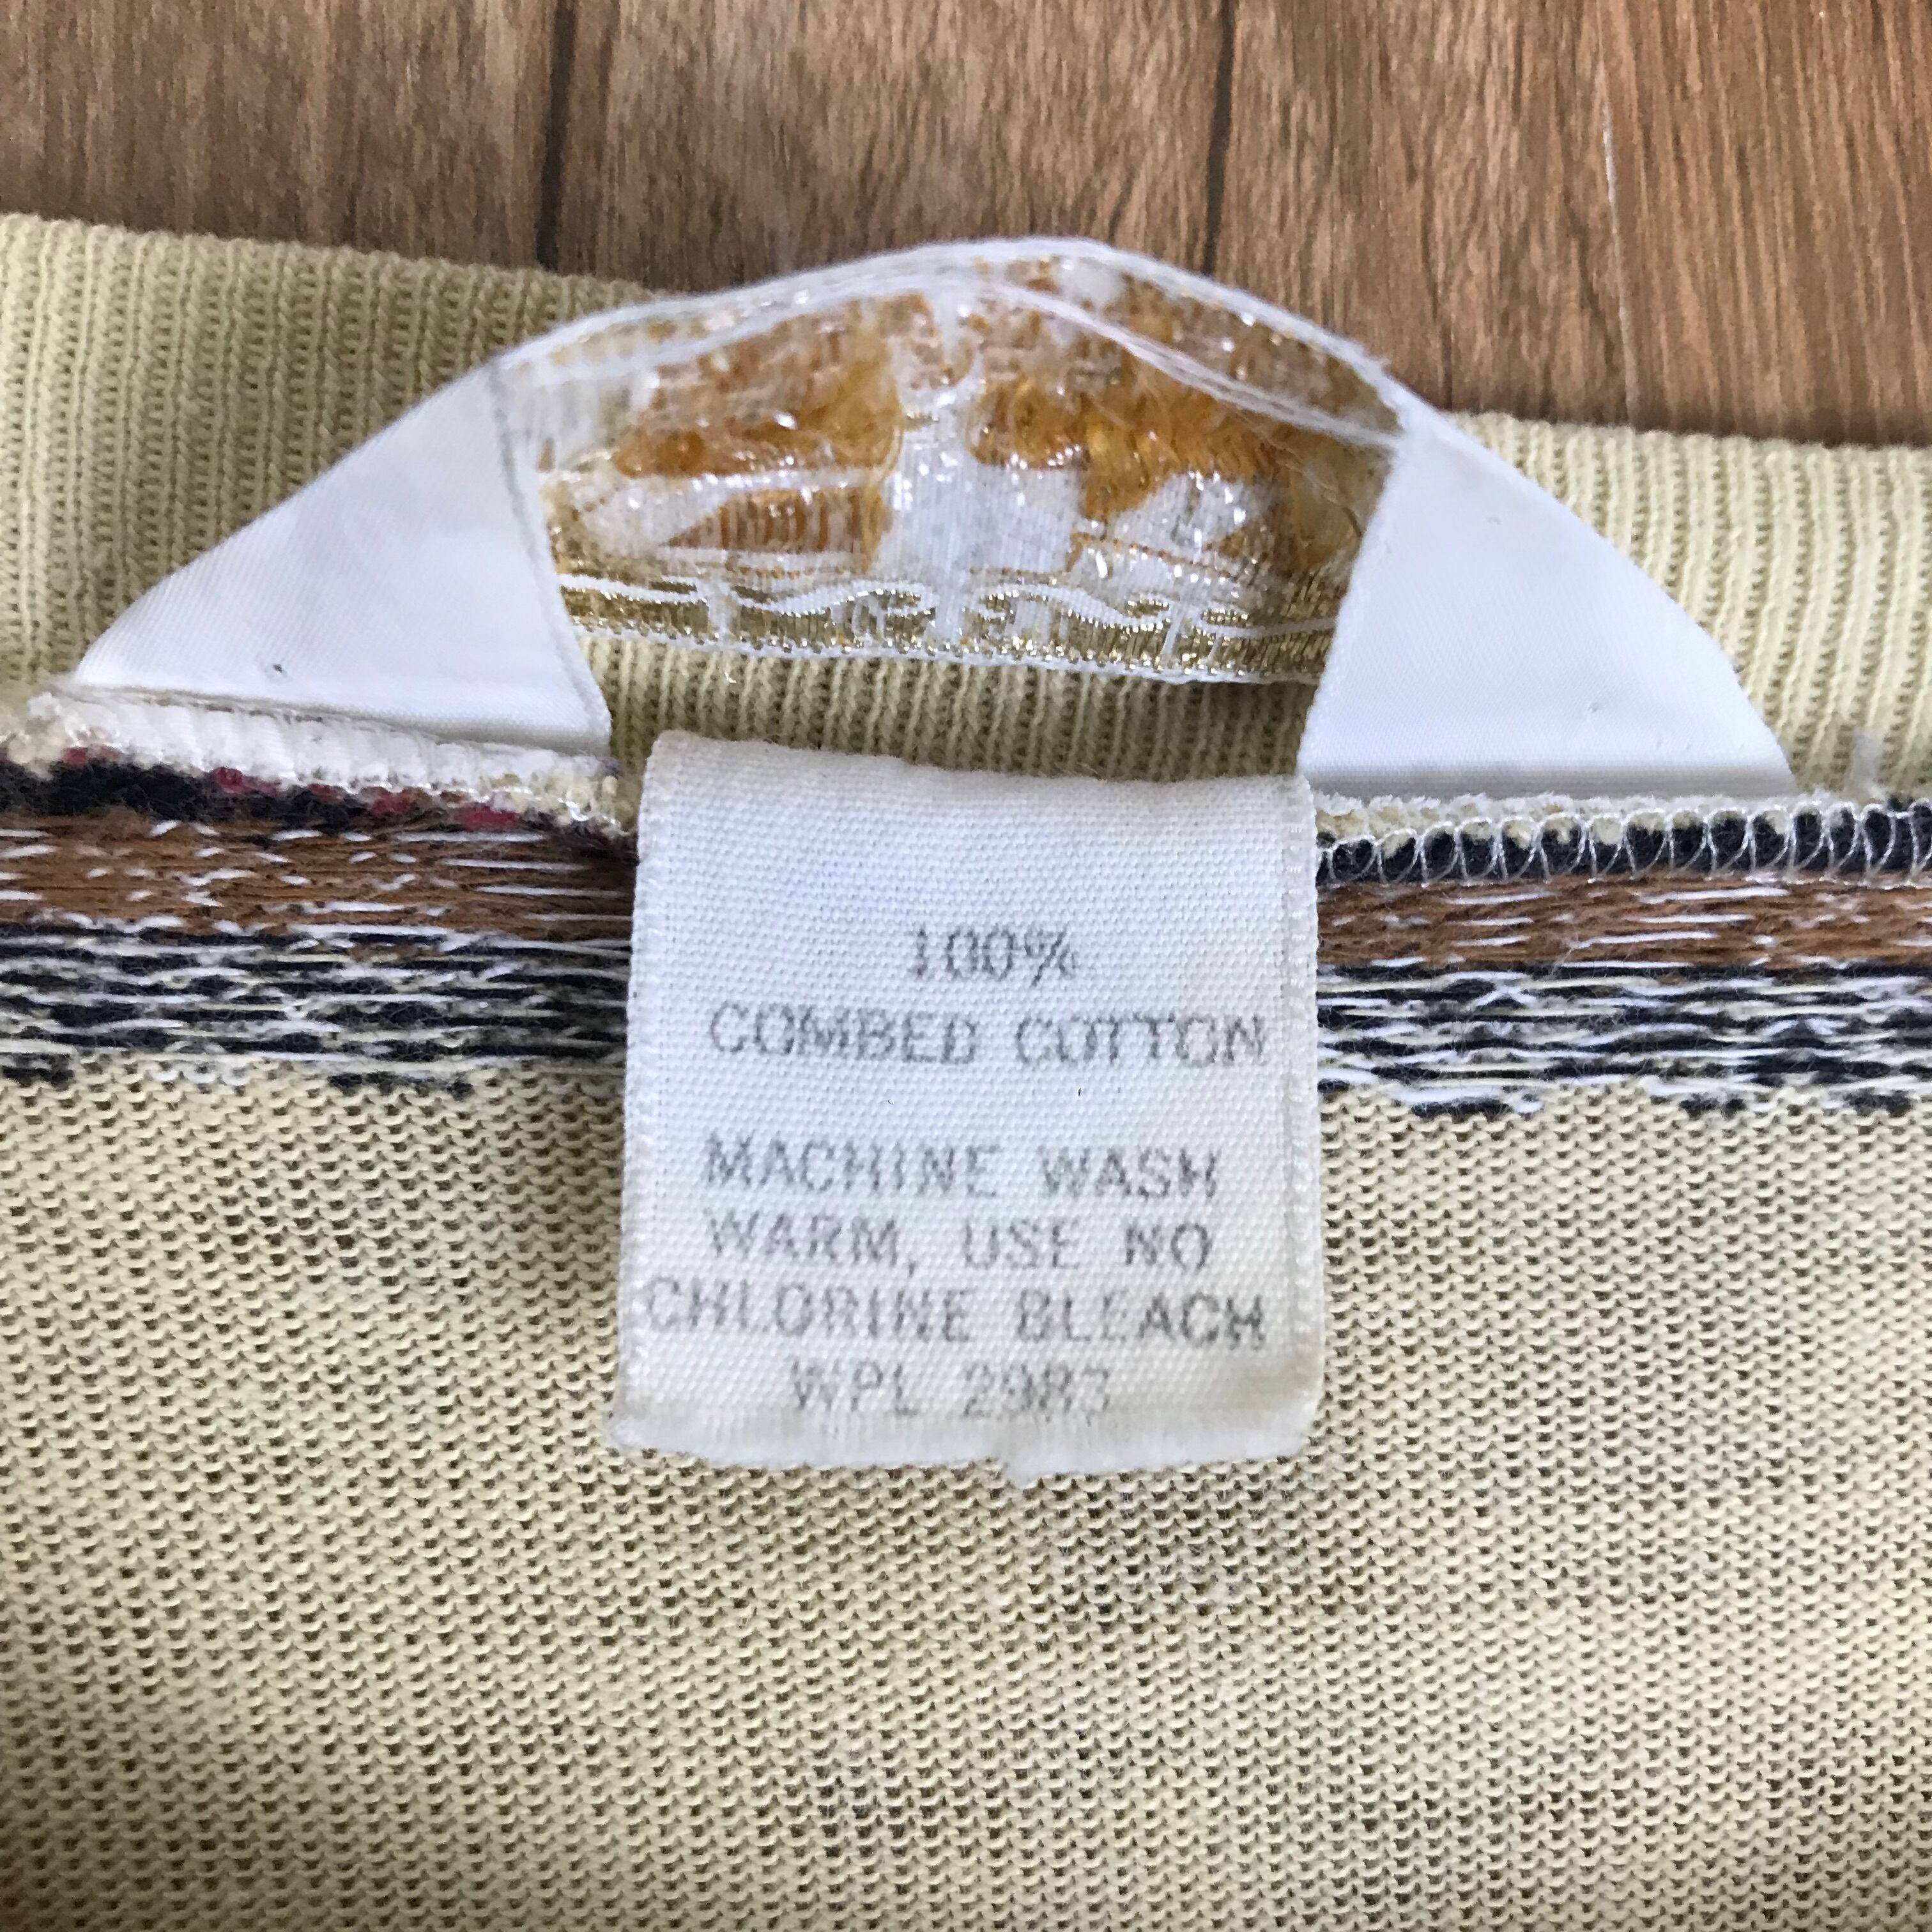 100%
COMBED COTTON
MACHINE WASH
WARM, USE NO
CHLORINE BLEACH
WPL 2983